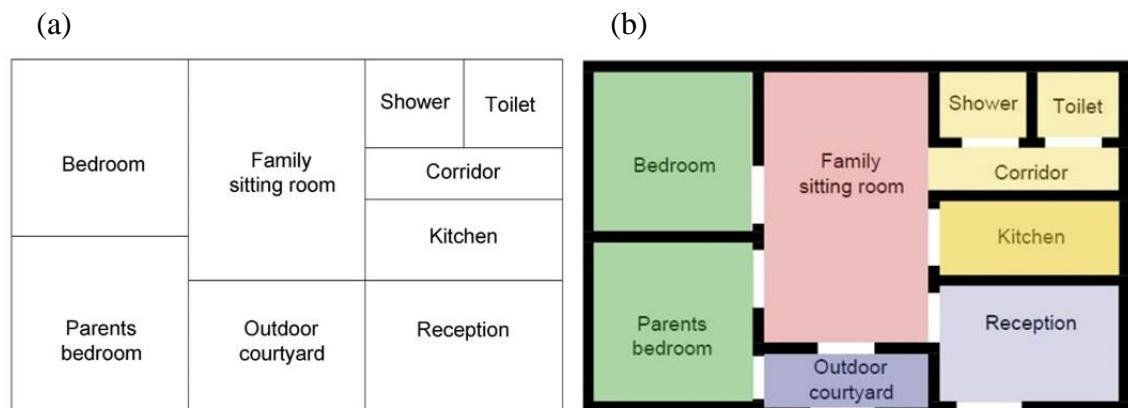 (a)
Bedroom
Family
sitting room
Shower
Toilet
Corridor
Kitchen
Parents
bedroom
Outdoor
courtyard
Reception
(b)
Bedroom
Family
sitting room
Shower
Toilet
Corridor
Kitchen
Parents
bedroom
Outdoor
courtyard
Reception